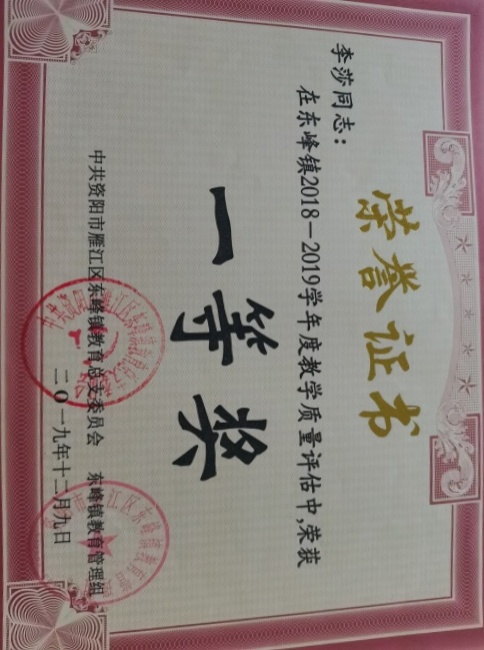 荣誉证书
李莎同志：
在东峰镇2018－2019学年度教学质量评估中,荣获
一等奖
中共资阳市雁江区东峰镇教育总支委员会 东峰镇教育管理组
二〇一九年十二月九日